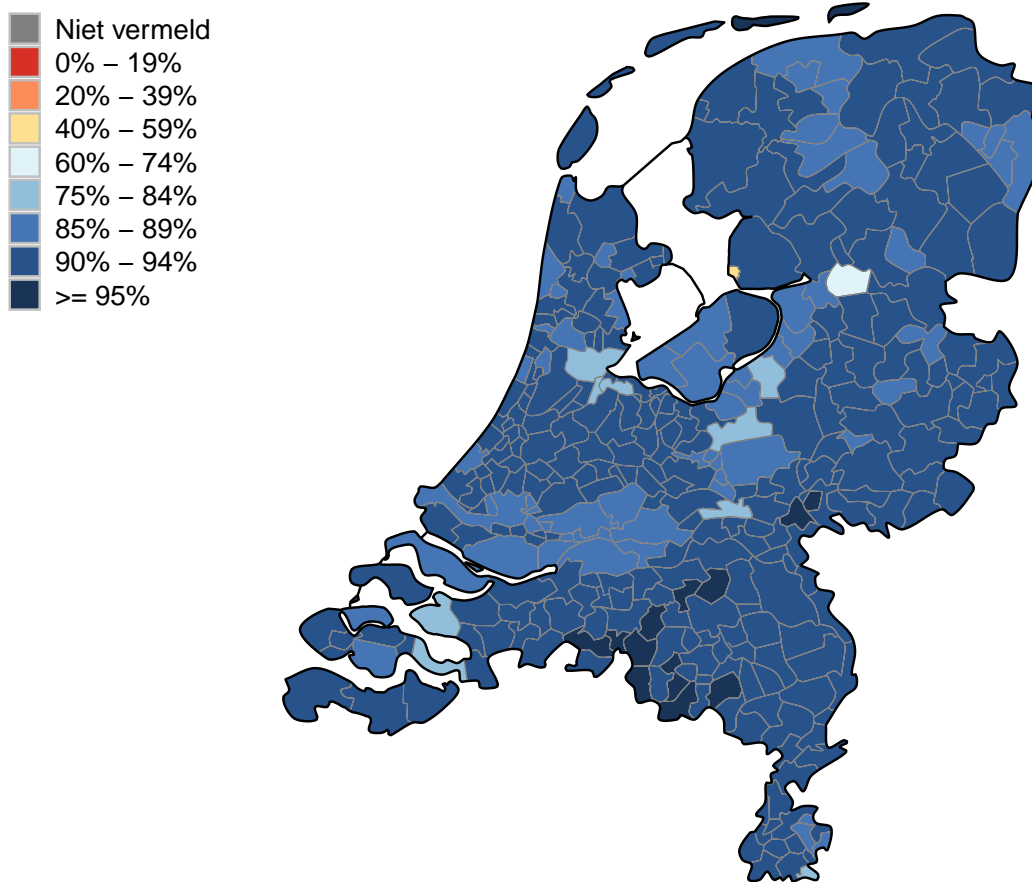 Niet vermeld
0% – 19%
20% – 39%
40% – 59%
60% – 74%
75% – 84%
85% – 89%
90% – 94%
>= 95%